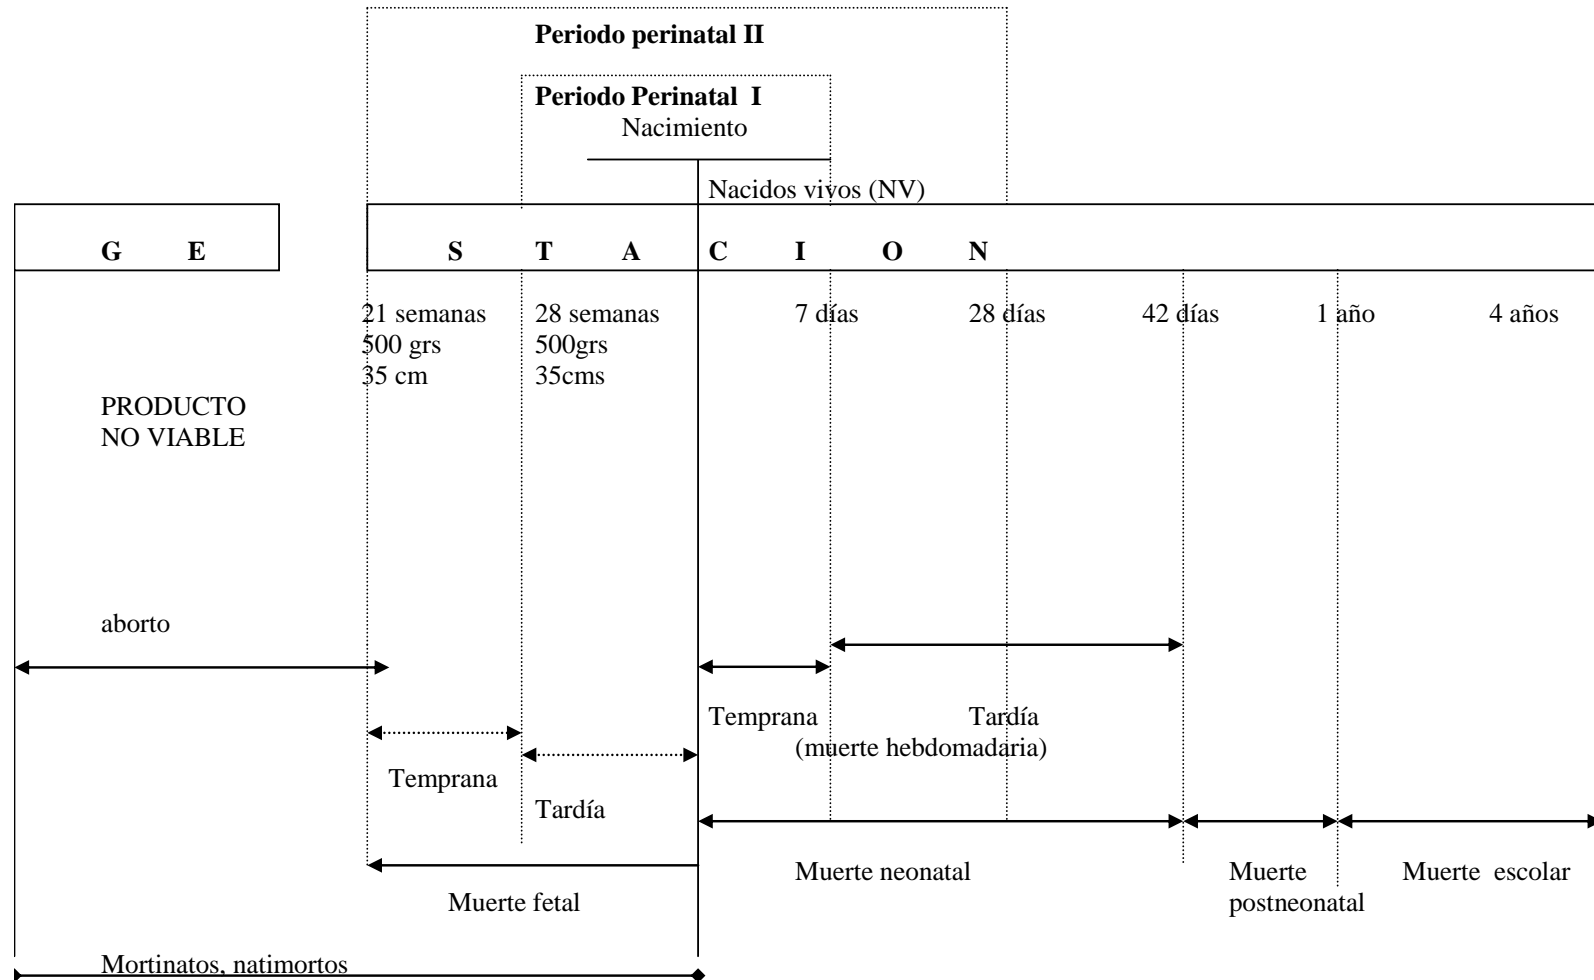 Periodo perinatal II
Periodo Perinatal I
Nacimiento
Nacidos vivos (NV)
G E S T A C I O N
21 semanas 28 semanas 7 días 28 días 42 días 1 año 4 años
500 grs 500grs
35 cm 35cms
PRODUCTO
NO VIABLE
aborto
Temprana Tardía
(muerte hebdomadaria)
Temprana
Tardía
Muerte neonatal Muerte Muerte escolar
Muerte fetal postneonatal
Mortinatos, natimortos